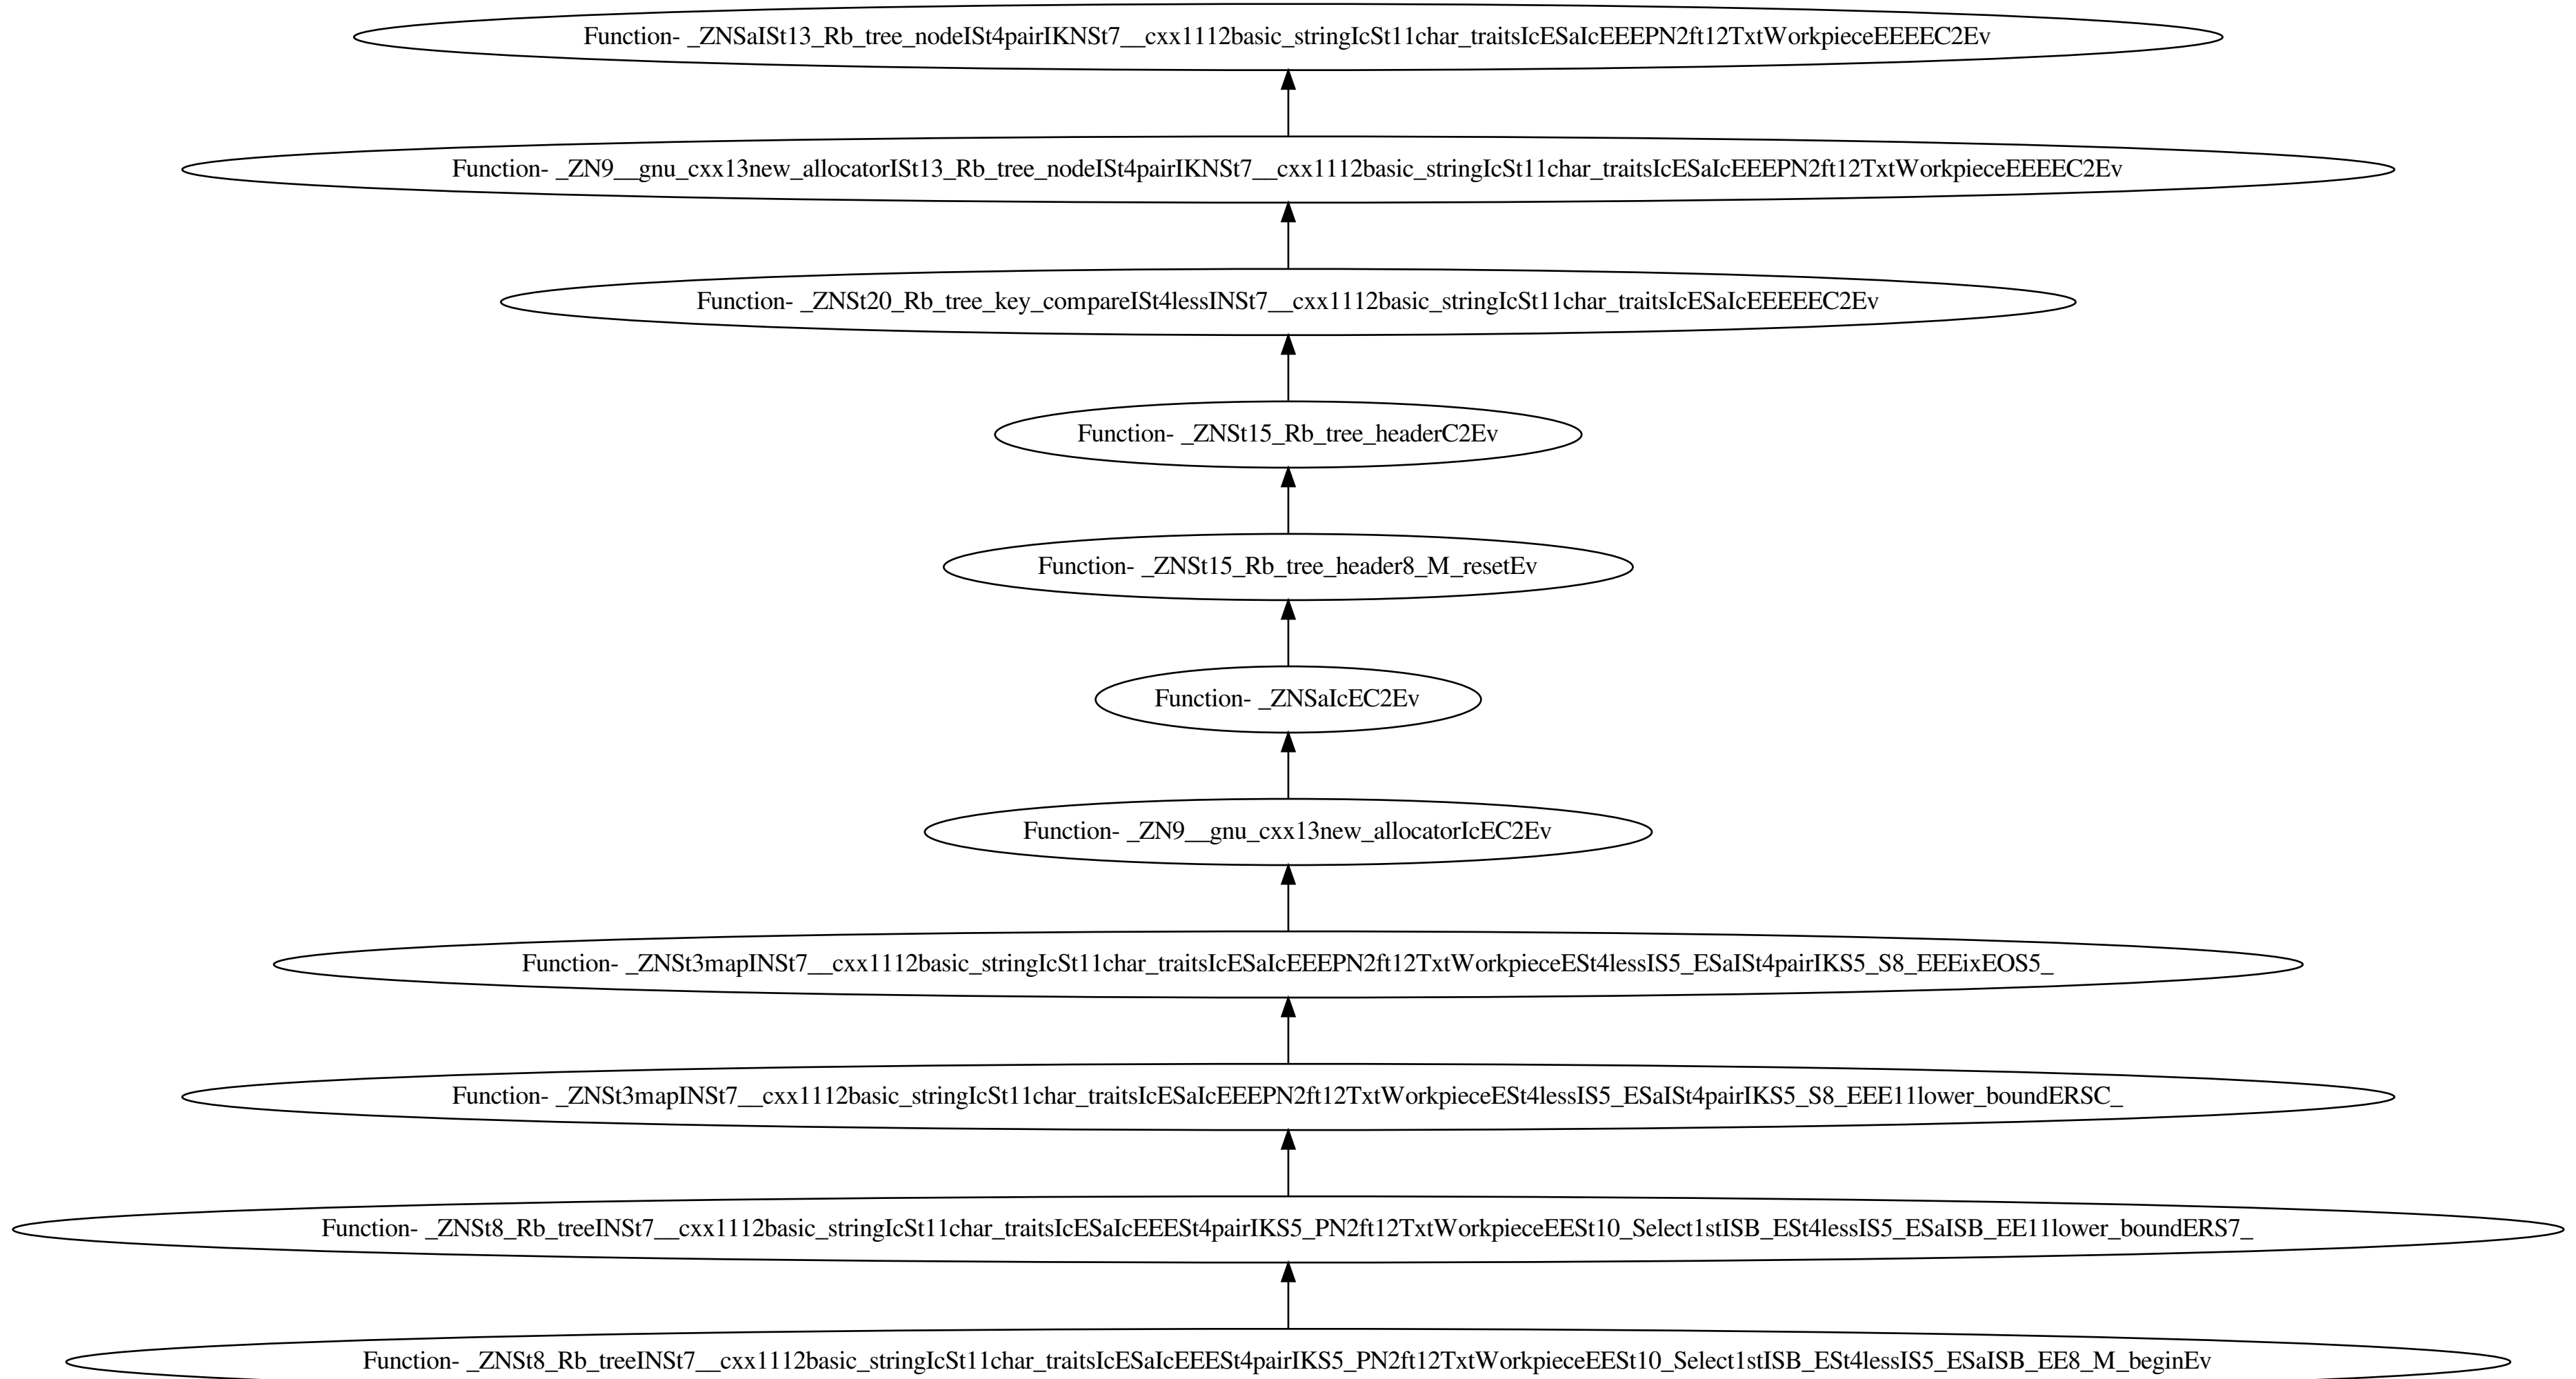 Function- _ZNSaISt13_Rb_tree_nodeISt4pairIKNSt7__cxx1112basic_stringIcSt11char_traitsIcESaIcEEEPN2ft12TxtWorkpieceEEEEC2Ev
Function- _ZN9__gnu_cxx13new_allocatorISt13_Rb_tree_nodeISt4pairIKNSt7__cxx1112basic_stringIcSt11char_traitsIcESaIcEEEPN2ft12TxtWorkpieceEEEEC2Ev
Function- _ZNSt20_Rb_tree_key_compareISt4lessINSt7__cxx1112basic_stringIcSt11char_traitsIcESaIcEEEEEC2Ev
Function- _ZNSt15_Rb_tree_headerC2Ev
Function- _ZNSt15_Rb_tree_header8_M_resetEv
Function- _ZNSaIcEC2Ev
Function- _ZN9__gnu_cxx13new_allocatorIcEC2Ev
Function- _ZNSt3mapINSt7__cxx1112basic_stringIcSt11char_traitsIcESaIcEEEPN2ft12TxtWorkpieceESt4lessIS5_ESaISt4pairIKS5_S8_EEEixEOS5_
Function- _ZNSt3mapINSt7__cxx1112basic_stringIcSt11char_traitsIcESaIcEEEPN2ft12TxtWorkpieceESt4lessIS5_ESaISt4pairIKS5_S8_EEE11lower_boundERSC_
Function- _ZNSt8_Rb_treeINSt7__cxx1112basic_stringIcSt11char_traitsIcESaIcEEESt4pairIKS5_PN2ft12TxtWorkpieceEESt10_Select1stISB_ESt4lessIS5_ESaISB_EE11lower_boundERS7_
Function- _ZNSt8_Rb_treeINSt7__cxx1112basic_stringIcSt11char_traitsIcESaIcEEESt4pairIKS5_PN2ft12TxtWorkpieceEESt10_Select1stISB_ESt4lessIS5_ESaISB_EE8_M_beginEv